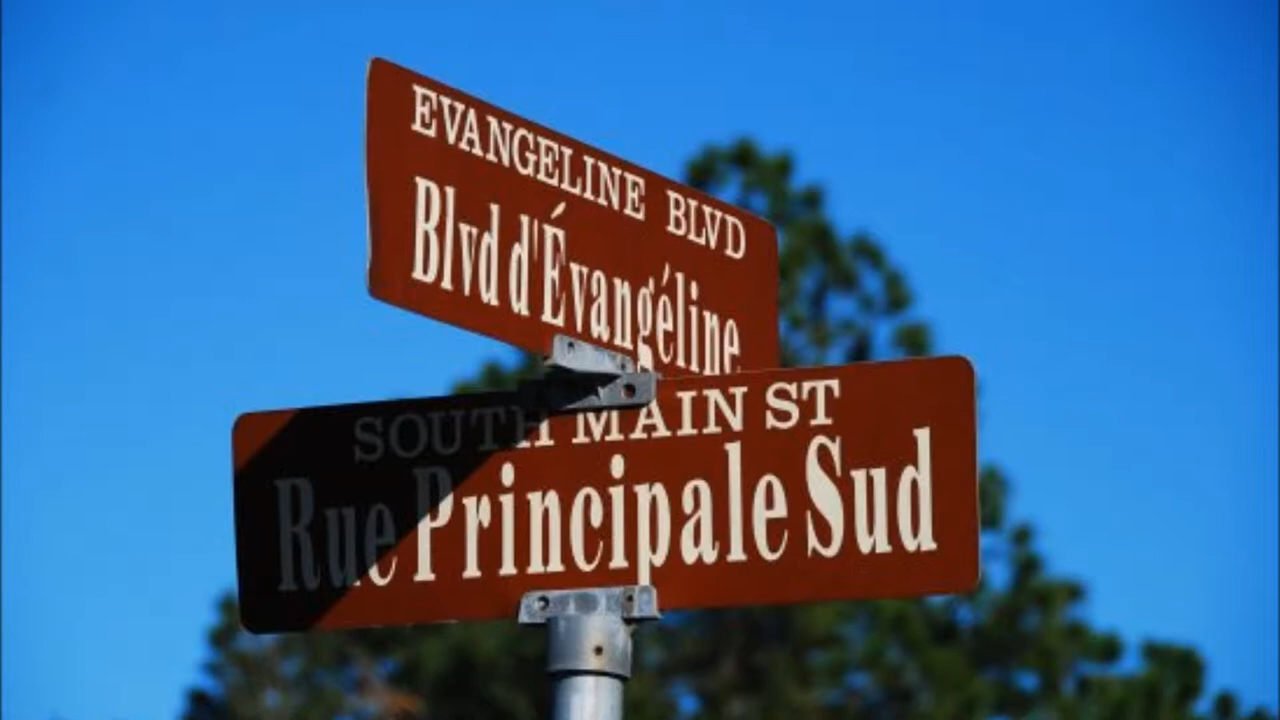 EVANGELINE BLVD
Blvd d'Évangéline
SOUTH MAIN ST
Rue Principale Sud